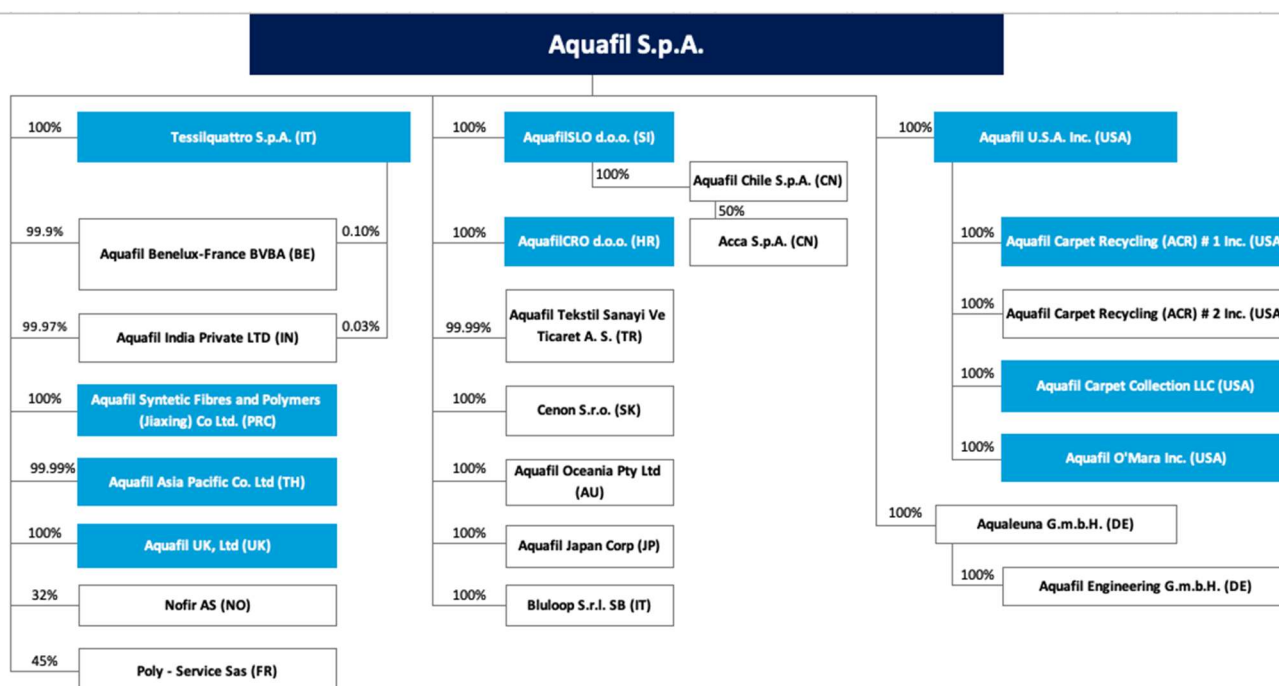 Aquafil S.p.A.
100%
Tessilquattro S.p.A. (IT)
99.9%
0.10%
Aquafil Benelux-France BVBA (BE)
99.97%
0.03%
Aquafil India Private LTD (IN)
100%
Aquafil Syntetic Fibres and Polymers
(Jiaxing) Co Ltd. (PRC)
99.99%
Aquafil Asia Pacific Co. Ltd (TH)
100%
Aquafil UK, Ltd (UK)
32%
Nofir AS (NO)
45%
Poly - Service Sas (FR)
100%
AquafilSLO d.o.o. (SI)
100%
Aquafil Chile S.p.A. (CN)
50%
Acca S.p.A. (CN)
100%
AquafilCRO d.o.o. (HR)
99.99%
Aquafil Tekstil Sanayi Ve
Ticaret A. S. (TR)
100%
Cenon S.r.o. (SK)
100%
Aquafil Oceania Pty Ltd
(AU)
100%
Aquafil Japan Corp (JP)
100%
Bluloop S.r.l. SB (IT)
100%
Aquafil U.S.A. Inc. (USA)
100%
Aquafil Carpet Recycling (ACR) # 1 Inc. (USA
100%
Aquafil Carpet Recycling (ACR) # 2 Inc. (USA
100%
Aquafil Carpet Collection LLC (USA)
100%
Aquafil O'Mara Inc. (USA)
100%
Aqualeuna G.m.b.H. (DE)
100%
Aquafil Engineering G.m.b.H. (DE)